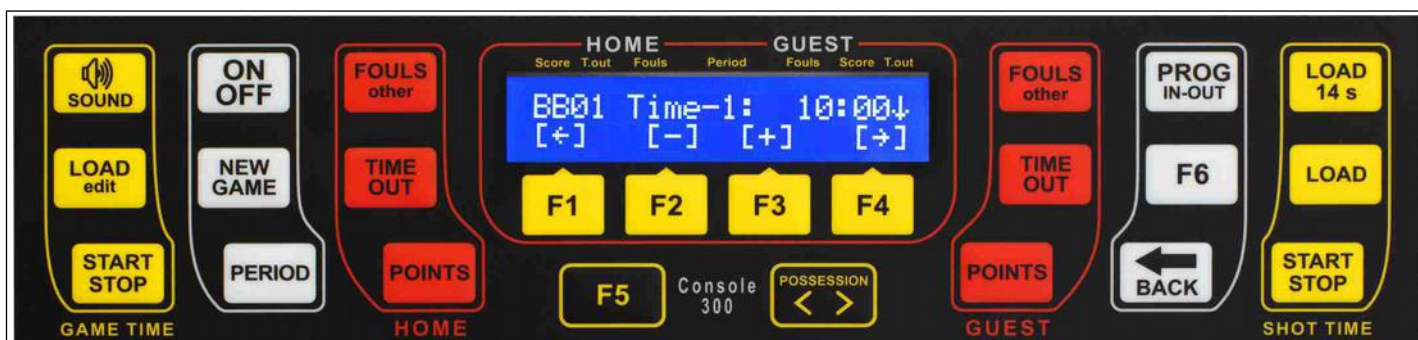 SOUND
LOAD
edit
START
STOP
GAME TIME
ON
OFF
NEW
GAME
PERIOD
FOULS
other
TIME
OUT
POINTS
HOME
HOME GUEST
Score T.out Fouls Period Fouls Score T.out
BB01 Time-1: 10:00↓
[←] [-] [+] [→]
F1 F2 F3 F4
F5
Console
300
POSSESSION
< >
FOULS
other
TIME
OUT
POINTS
GUEST
PROG
IN-OUT
F6
BACK
LOAD
14 s
LOAD
START
STOP
SHOT TIME